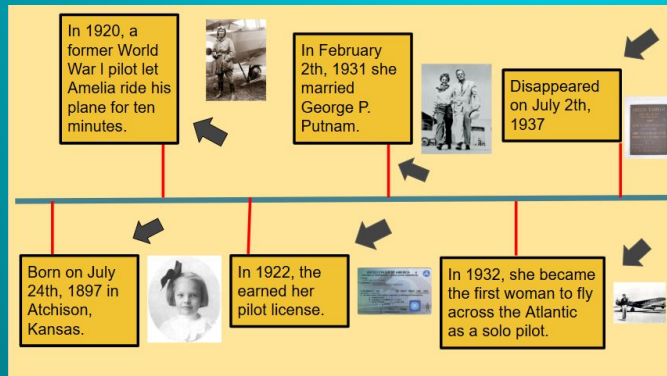 In 1920, a
former World
War I pilot let
Amelia ride his
plane for ten
minutes.
In February
2th, 1931 she
married
George P.
Putnam.
Disappeared
on July 2th,
1937
Born on July
24th, 1897 in
Atchison,
Kansas.
In 1922, the
earned her
pilot license.
In 1932, she became
the first woman to fly
across the Atlantic
as a solo pilot.